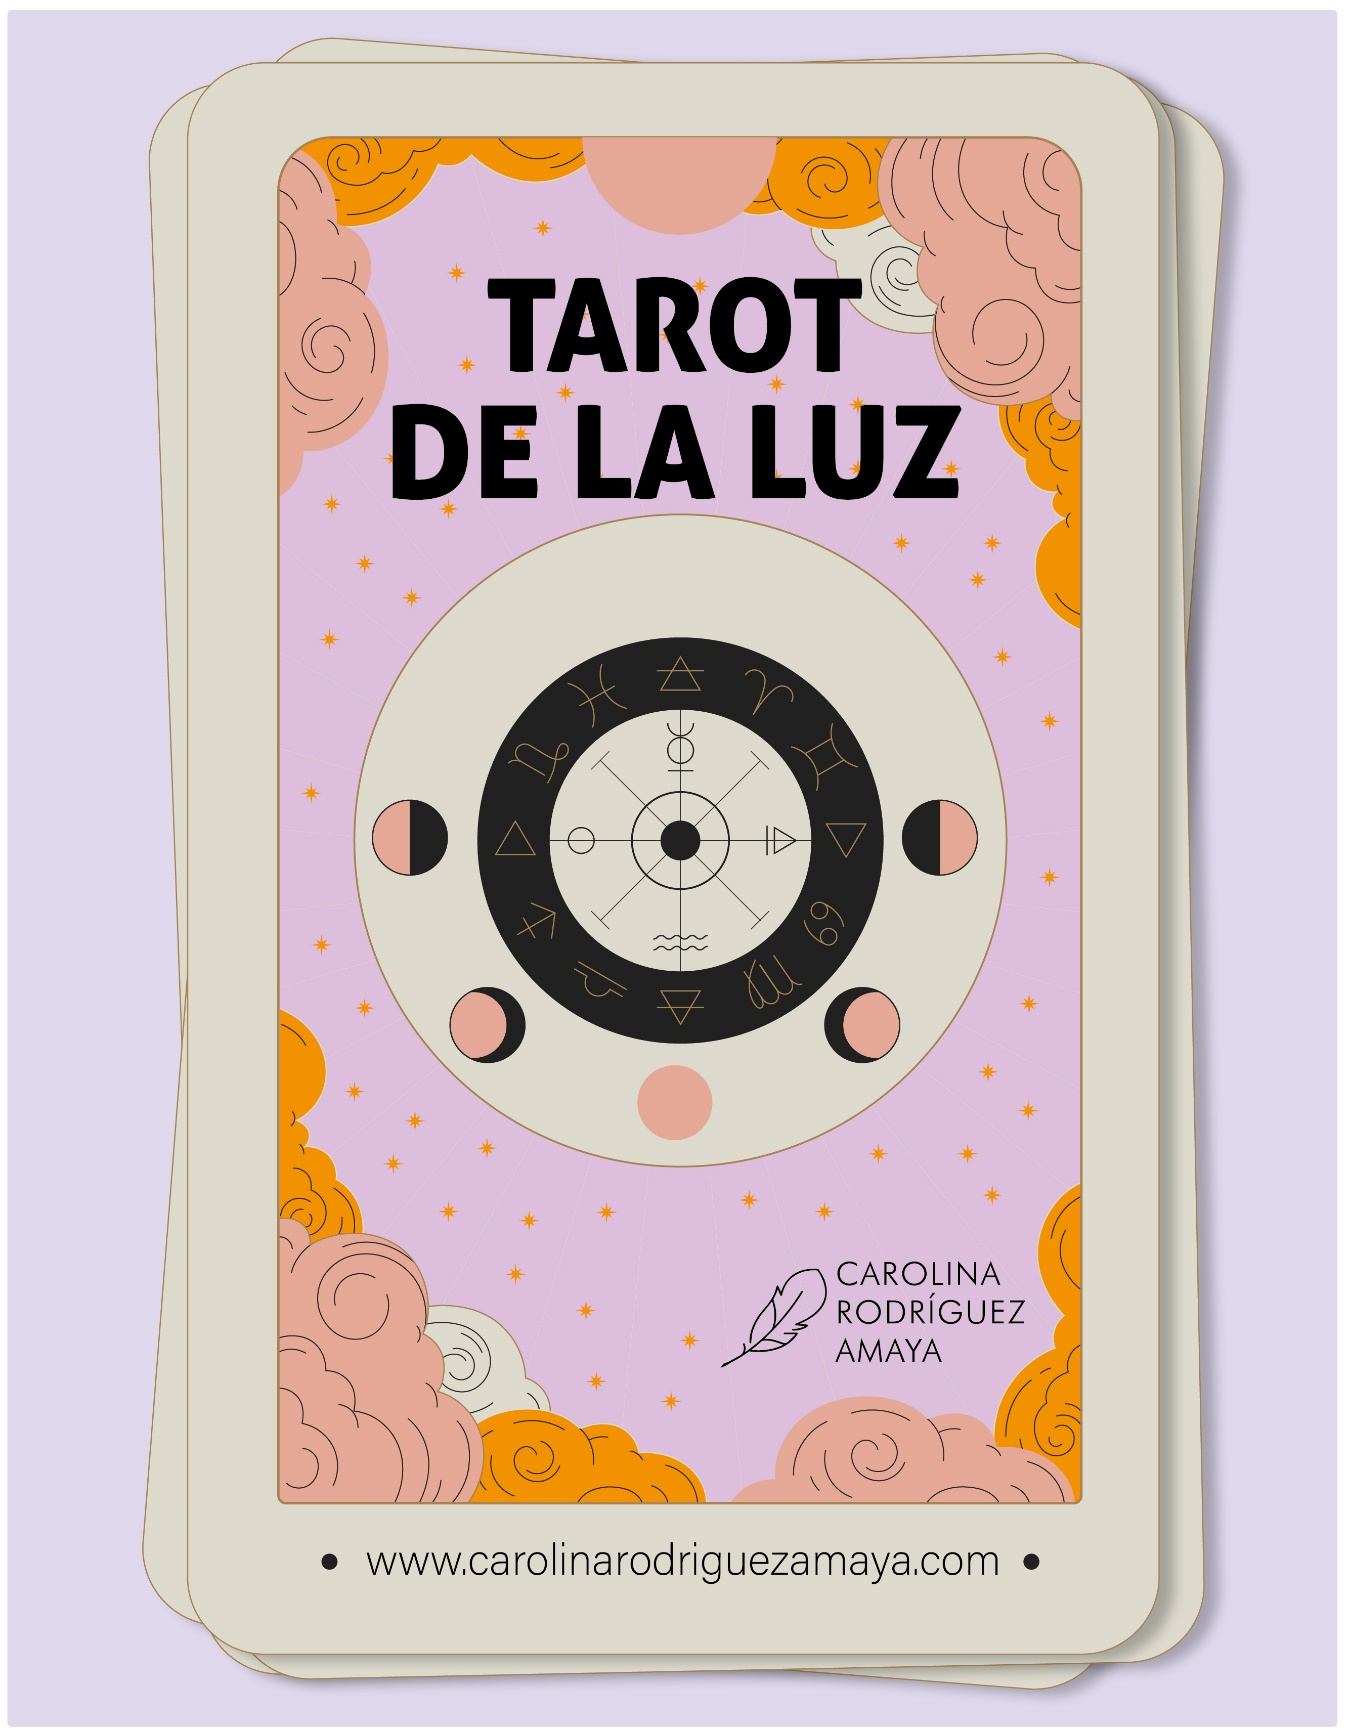 TAROT
DE LA LUZ
CAROLINA
RODRÍGUEZ
AMAYA
• www.carolinarodriguezamaya.com •